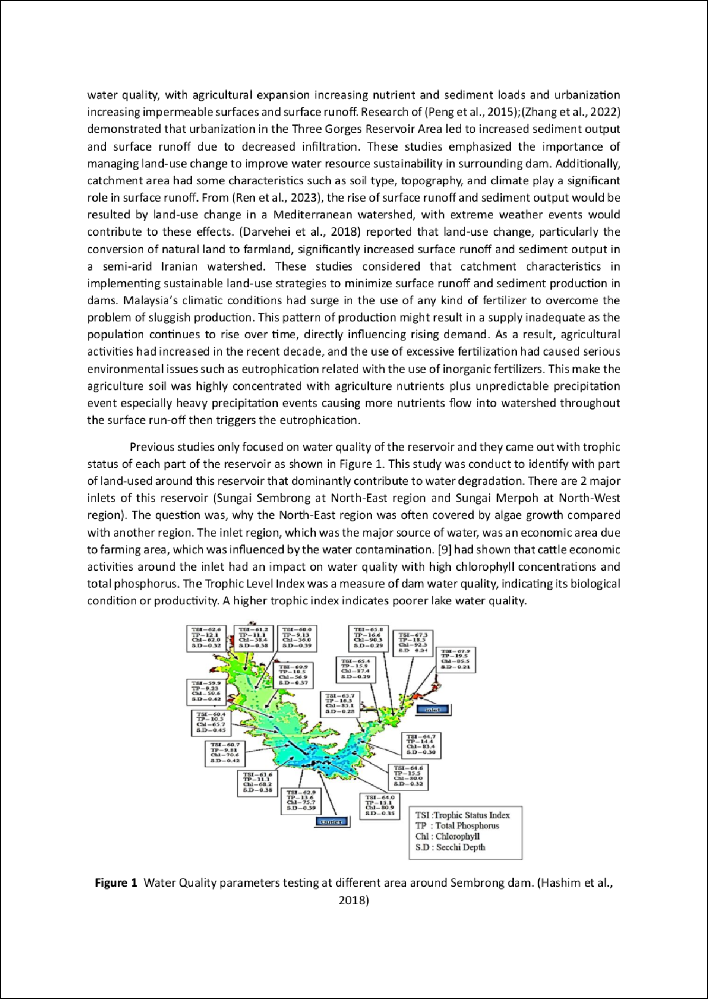 water quality, with agricultural expansion increasing nutrient and sediment loads and urbanization
increasing impermeable surfaces and surface runoff. Research of (Peng et al., 2015);(Zhang et al., 2022)
demonstrated that urbanization in the Three Gorges Reservoir Area led to increased sediment output
and surface runoff due to decreased infiltration. These studies emphasized the importance of
managing land-use change to improve water resource sustainability in surrounding dam. Additionally,
catchment area had some characteristics such as soil type, topography, and climate play a significant
role in surface runoff. From (Ren et al., 2023), the rise of surface runoff and sediment output would be
resulted by land-use change in a Mediterranean watershed, with extreme weather events would
contribute to these effects. (Darvehei et al., 2018) reported that land-use change, particularly the
conversion of natural land to farmland, significantly increased surface runoff and sediment output in
a semi-arid Iranian watershed. These studies considered that catchment characteristics in
implementing sustainable land-use strategies to minimize surface runoff and sediment production in
dams. Malaysia’s climatic conditions had surge in the use of any kind of fertilizer to overcome the
problem of sluggish production. This pattern of production might result in a supply inadequate as the
population continues to rise over time, directly influencing rising demand. As a result, agricultural
activities had increased in the recent decade, and the use of excessive fertilization had caused serious
environmental issues such as eutrophication related with the use of inorganic fertilizers. This make the
agriculture soil was highly concentrated with agriculture nutrients plus unpredictable precipitation
event especially heavy precipitation events causing more nutrients flow into watershed throughout
the surface run-off then triggers the eutrophication.
Previous studies only focused on water quality of the reservoir and they came out with trophic
status of each part of the reservoir as shown in Figure 1. This study was conduct to identify with part
of land-used around this reservoir that dominantly contribute to water degradation. There are 2 major
inlets of this reservoir (Sungai Sembrong at North-East region and Sungai Merpoh at North-West
region). The question was, why the North-East region was often covered by algae growth compared
with another region. The inlet region, which was the major source of water, was an economic area due
to farming area, which was influenced by the water contamination. [9] had shown that cattle economic
activities around the inlet had an impact on water quality with high chlorophyll concentrations and
total phosphorus. The Trophic Level Index was a measure of dam water quality, indicating its biological
condition or productivity. A higher trophic index indicates poorer lake water quality.
TSI-62.6
TP-12.1
Chl-62.0
S.D-0.32
TSI-61.2
TP-11.1
Chl-58.4
S.D-0.38
TSI-60.0
TP-9.13
Chl-56.0
S.D-0.39
TSI-65.8
TP-16.6
Chl-90.3
S.D-0.29
TSI-67.3
TP-18.5
Chl-92.3
S.D 0.21
TSI-67.9
TP-19.5
Chl-85.5
S.D-0.21
TSI-60.9
TP-10.5
Chl-56.9
S.D-0.37
TSI-65.4
TP-15.8
Chl-87.4
S.D-0.29
TSI-59.9
TP-9.23
Chl-59.6
S.D-0.42
TSI-65.7
TP-16.3
Chl-85.1
S.D-0.28
inlet
TSI-60.4
TP-10.5
Chl-65.7
S.D-0.45
TSI-64.7
TP-14.4
Chl-83.4
S.D-0.30
TSI-60.7
TP-9.81
Chl-70.6
S.D-0.42
TSI-64.6
TP-15.5
Chl-80.0
S.D-0.32
TSI-61.6
TP-11.1
Chl-68.2
S.D-0.38
TSI-62.9
TP-13.6
Chl-75.7
S.D-0.39
TSI-64.0
TP-15.1
Chl-80.9
S.D-0.35
Outlet
TSI :Trophic Status Index
TP : Total Phosphorus
Chl : Chlorophyll
S.D : Secchi Depth
Figure 1 Water Quality parameters testing at different area around Sembrong dam. (Hashim et al.,
2018)